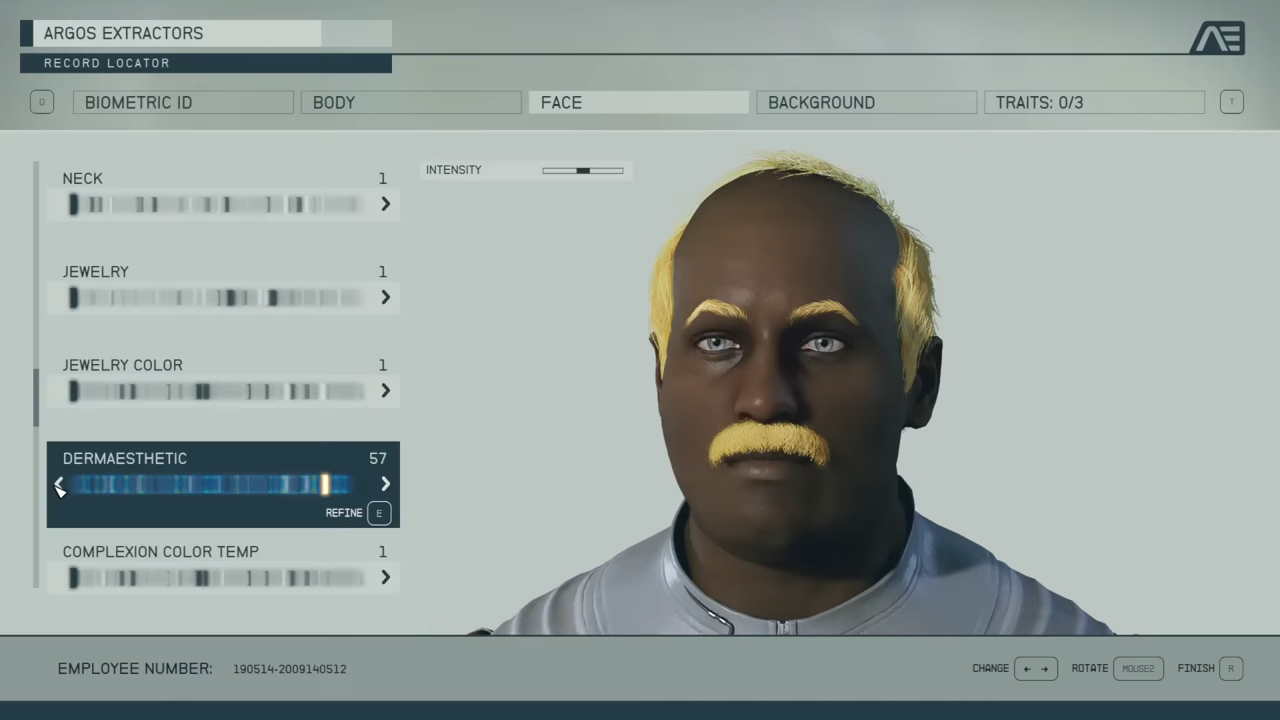 ARGOS EXTRACTORS
RECORD LOCATOR
AE
Q
BIOMETRIC ID
BODY
FACE
BACKGROUND
TRAITS: 0/3
T
NECK 1
INTENSITY
JEWELRY 1
JEWELRY COLOR 1
DERMAESTHETIC 57
REFINE E
COMPLEXION COLOR TEMP 1
EMPLOYEE NUMBER: 190514-2009140512
CHANGE ← →
ROTATE MOUSE2
FINISH R